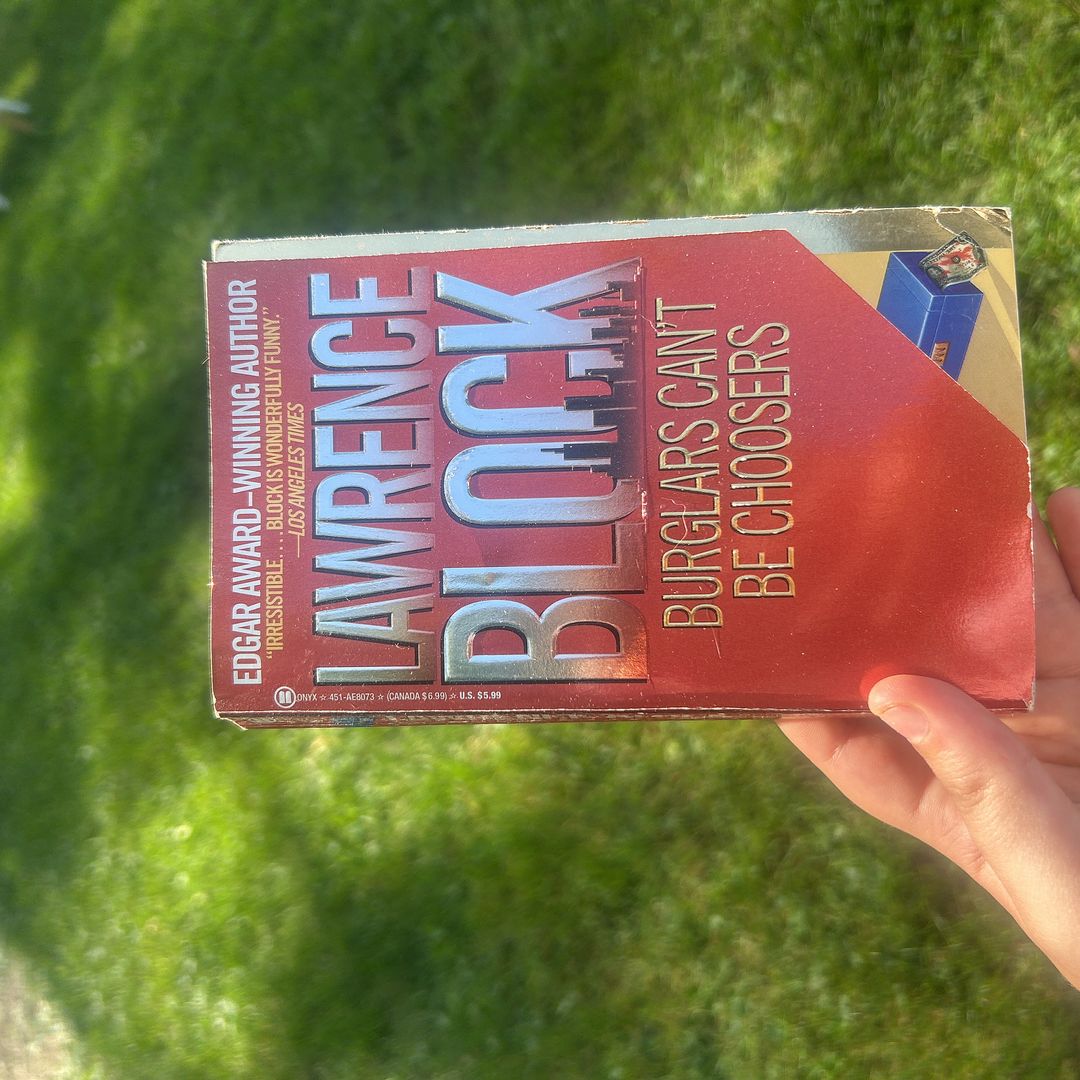 EDGAR AWARD–WINNING AUTHOR
“IRRESISTIBLE. . . . BLOCK IS WONDERFULLY FUNNY.”
—LOS ANGELES TIMES
LAWRENCE
BLOCK
BURGLARS CAN'T
BE CHOOSERS
ONYX ☆ 451-AE8073 ☆ (CANADA $6.99) ☆ U.S. $5.99